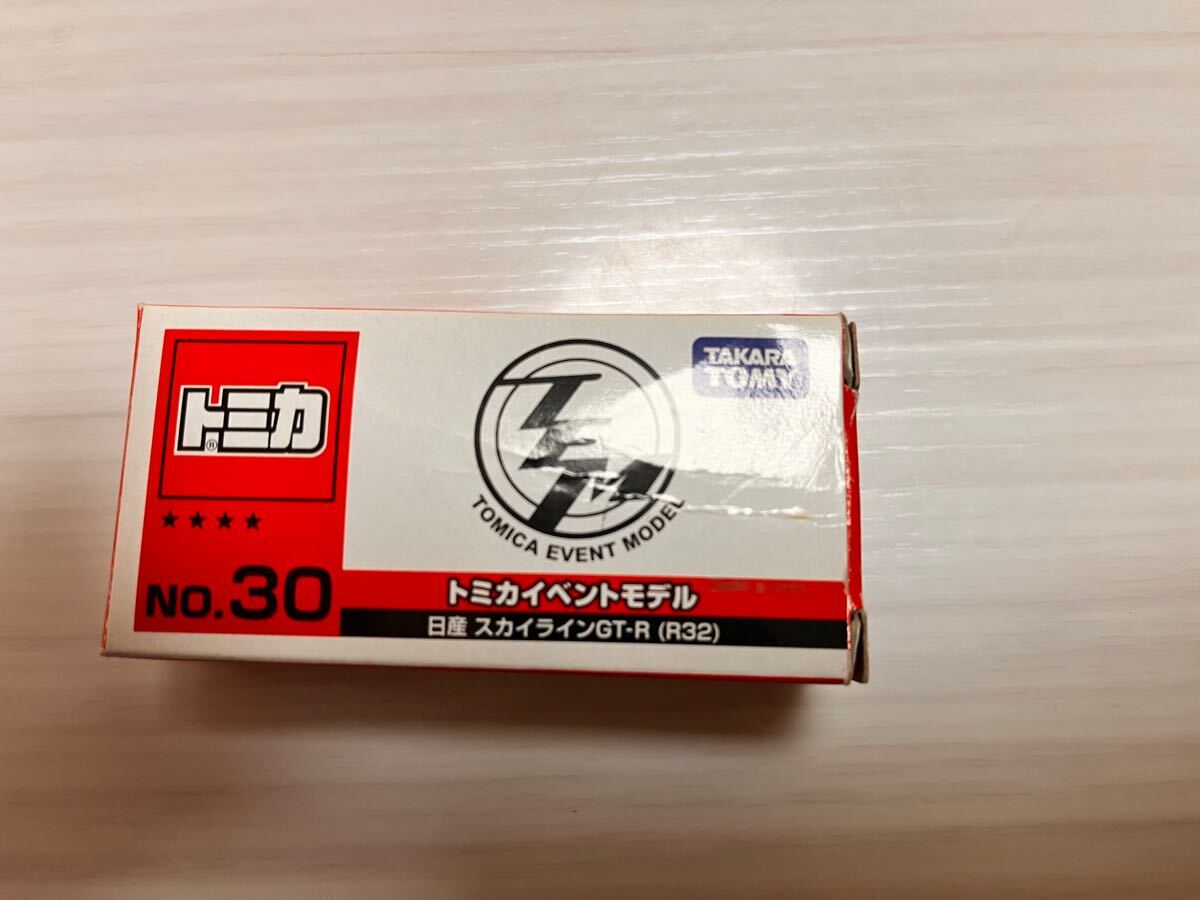 トミカ®
★★★★
NO.30
TAKARA
TOMY
TEM
TOMICA EVENT MODEL
トミカイベントモデル
日産 スカイラインGT-R (R32)